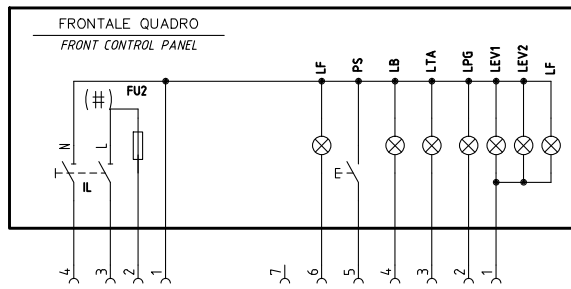 FRONTALE QUADRO
FRONT CONTROL PANEL
LF PS LB LTA LPG LEV1 LEV2 LF
(#) FU2
N L
IL
4 3 2 1 7 6 5 4 3 2 1